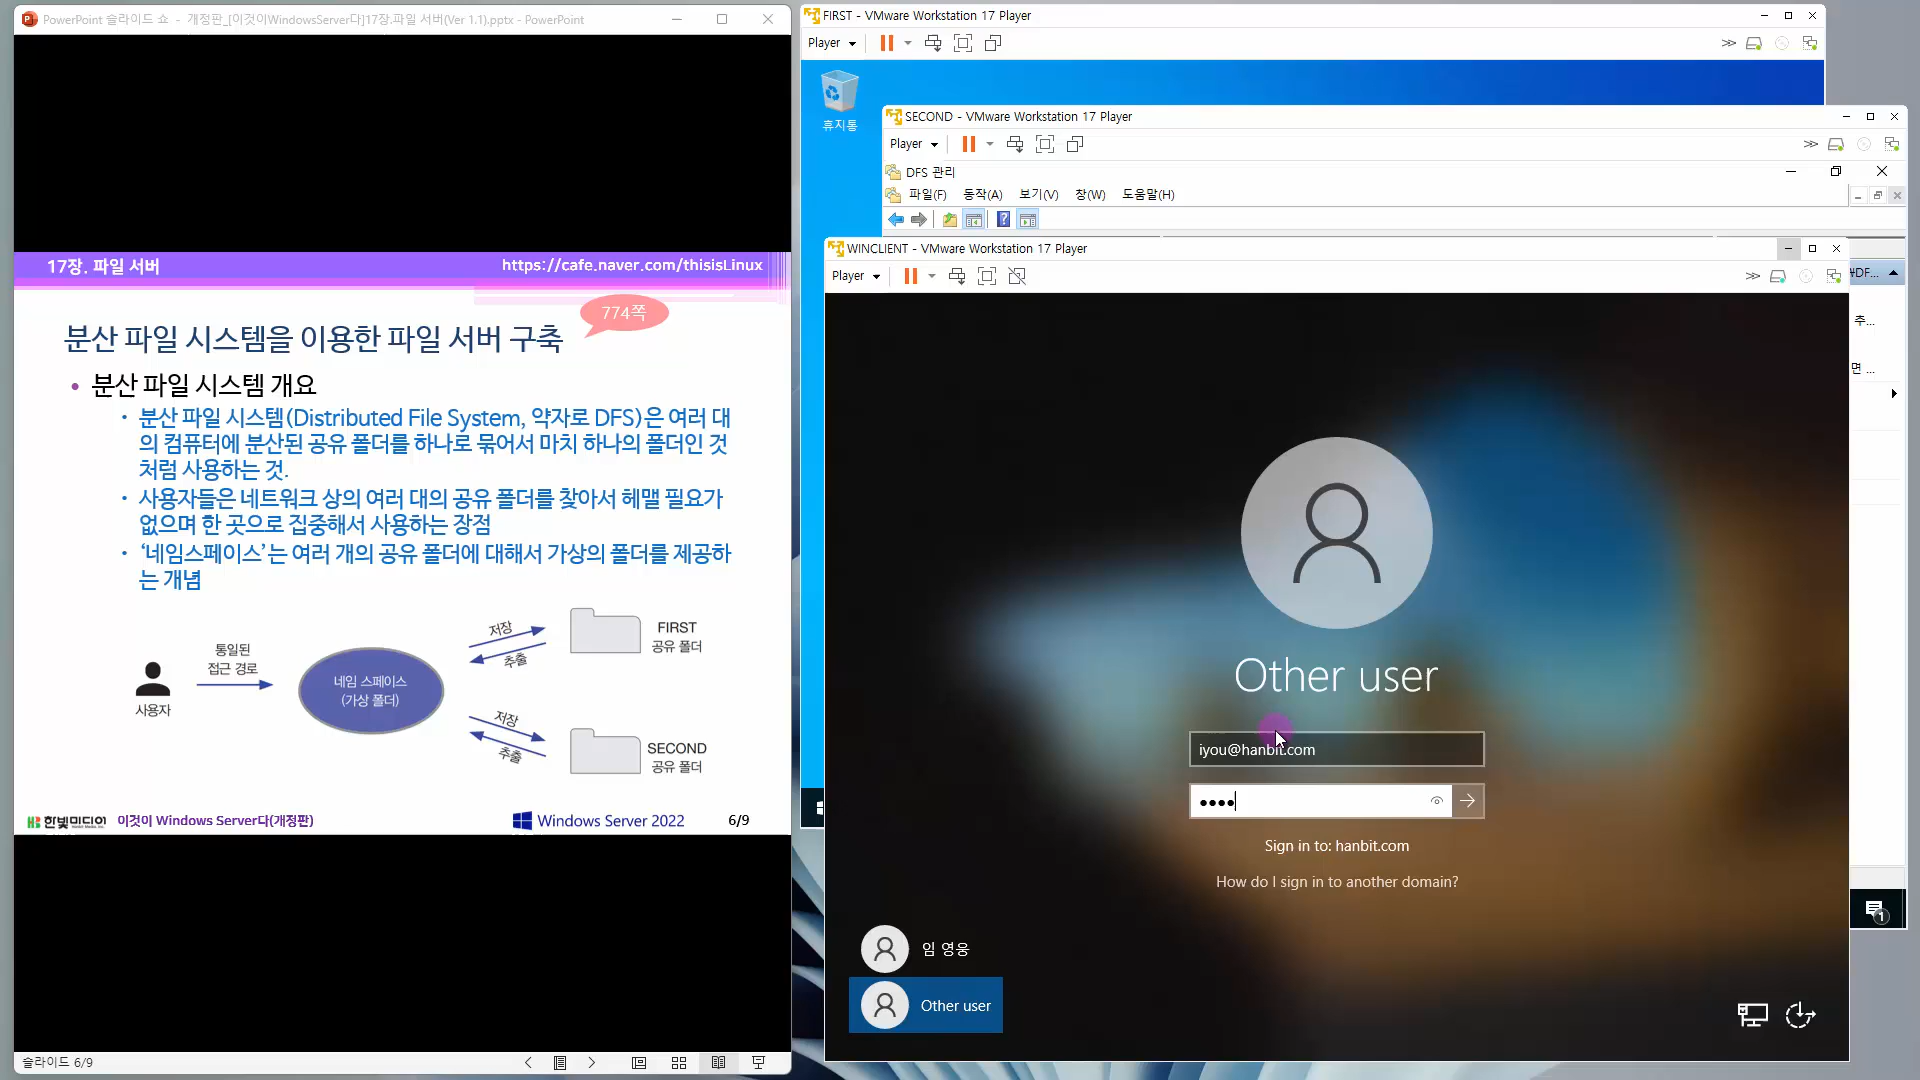 PowerPoint 슬라이드 쇼 - 개정판_[이것이WindowsServer다]17장.파일 서버(Ver 1.1).pptx - PowerPoint
17장. 파일 서버
https://cafe.naver.com/thisisLinux
774쪽
분산 파일 시스템을 이용한 파일 서버 구축
• 분산 파일 시스템 개요
• 분산 파일 시스템(Distributed File System, 약자로 DFS)은 여러 대
의 컴퓨터에 분산된 공유 폴더를 하나로 묶어서 마치 하나의 폴더인 것
처럼 사용하는 것.
• 사용자들은 네트워크 상의 여러 대의 공유 폴더를 찾아서 헤맬 필요가
없으며 한 곳으로 집중해서 사용하는 장점
• ‘네임스페이스’는 여러 개의 공유 폴더에 대해서 가상의 폴더를 제공하
는 개념
사용자
통일된
접근 경로
네임 스페이스
(가상 폴더)
저장
추출
FIRST
공유 폴더
저장
추출
SECOND
공유 폴더
한빛미디어
이것이 Windows Server다(개정판)
Windows Server 2022
6/9
슬라이드 6/9
FIRST - VMware Workstation 17 Player
Player
휴지통
SECOND - VMware Workstation 17 Player
Player
DFS 관리
파일(F) 동작(A) 보기(V) 창(W) 도움말(H)
₩DF...
추...
면 ...
1
WINCLIENT - VMware Workstation 17 Player
Player
Other user
iyou@hanbit.com
Sign in to: hanbit.com
How do I sign in to another domain?
임 영웅
Other user